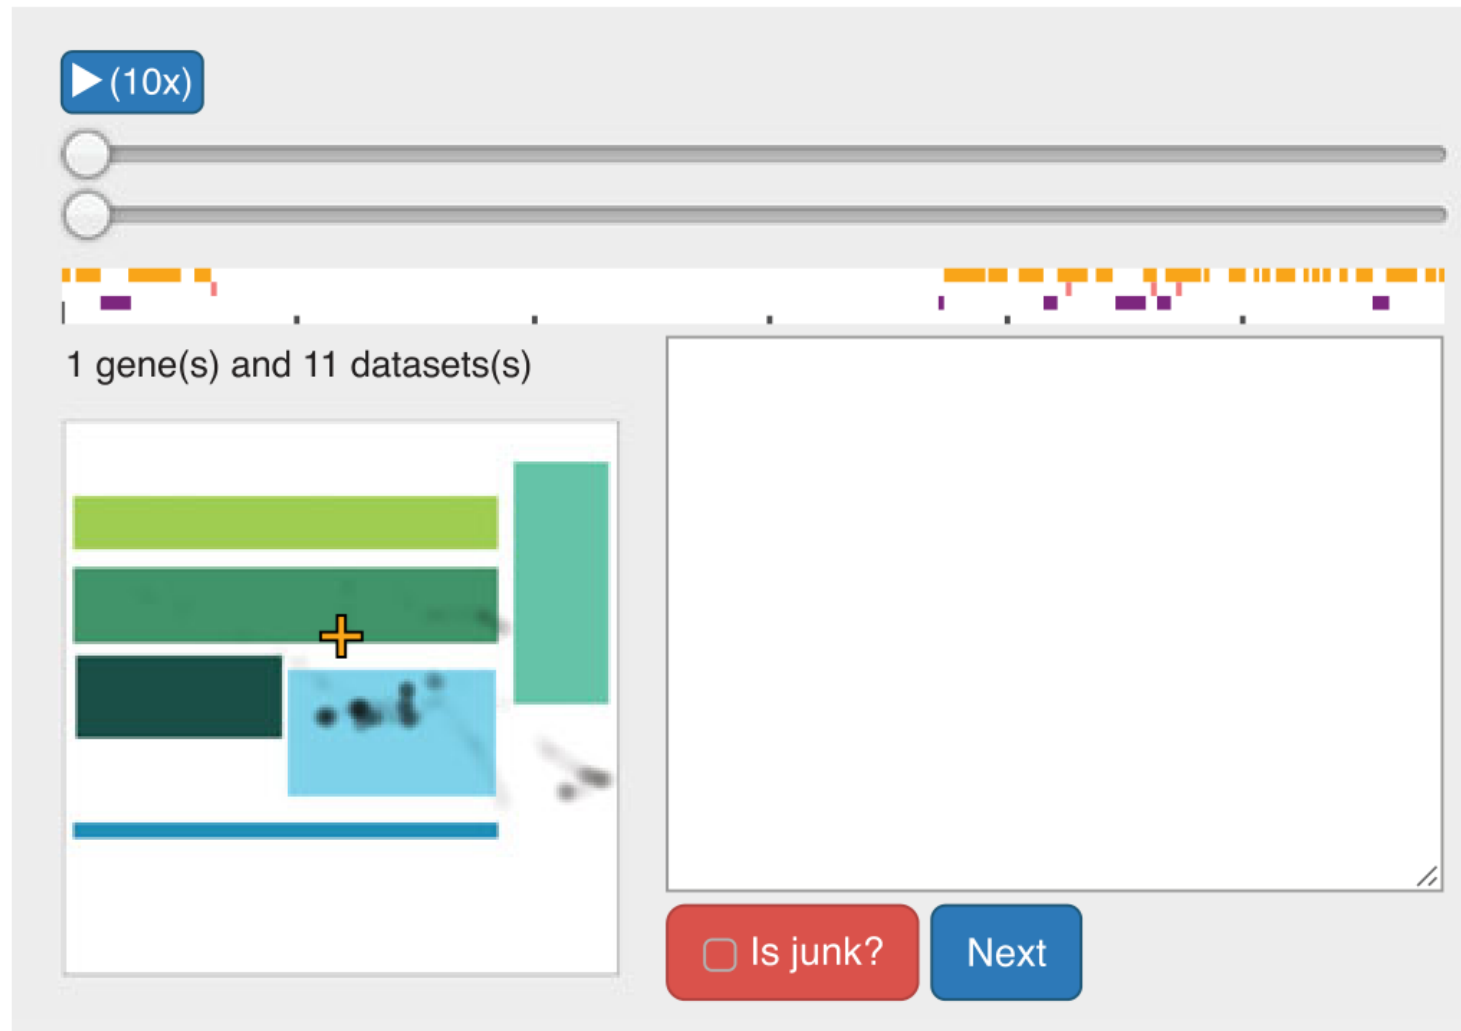 (10x)
1 gene(s) and 11 datasets(s)
Is junk?
Next